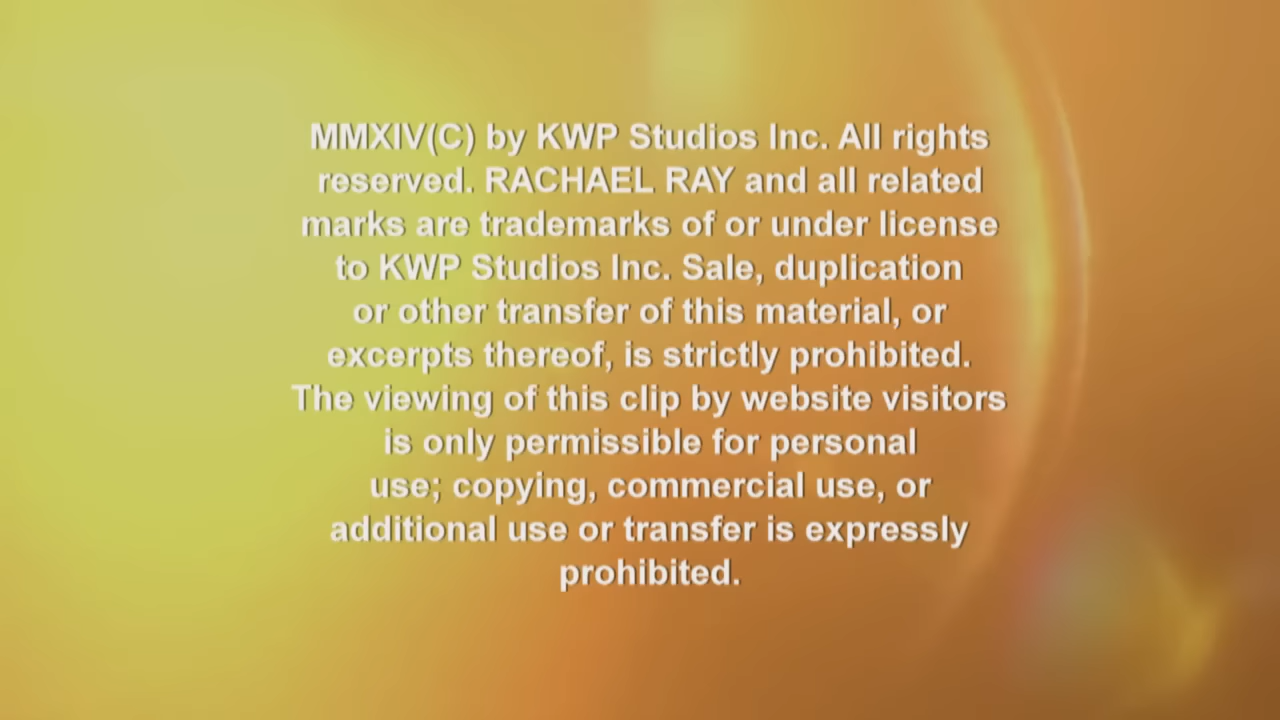 MMXIV(C) by KWP Studios Inc. All rights
reserved. RACHAEL RAY and all related
marks are trademarks of or under license
to KWP Studios Inc. Sale, duplication
or other transfer of this material, or
excerpts thereof, is strictly prohibited.
The viewing of this clip by website visitors
is only permissible for personal
use; copying, commercial use, or
additional use or transfer is expressly
prohibited.